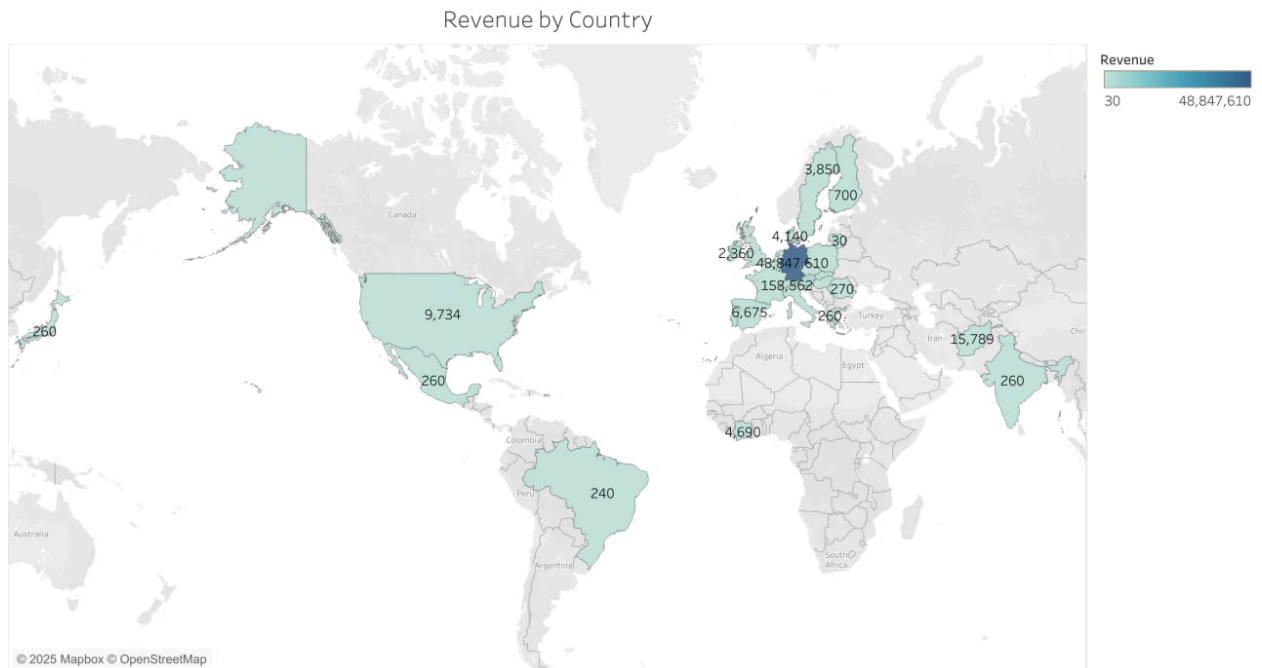 Revenue by Country
Revenue
30 48,847,610
Canada
3,850
700
4,140
30
2,360
48,847,610
158,562
270
6,675
260
Turkey
9,734
260
Iran
15,789
Chin
Algeria
Egypt
260
260
4,690
Colombia
240
Peru
Australia
South
Africa
Argentina
© 2025 Mapbox © OpenStreetMap